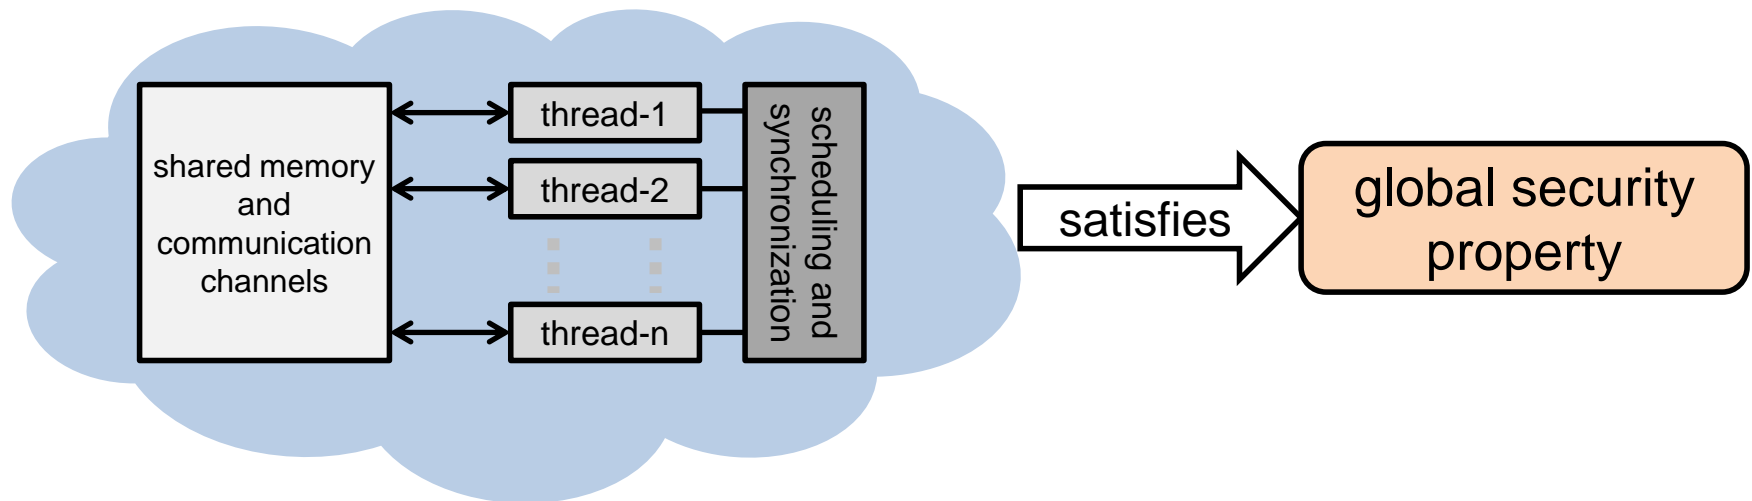 shared memory
and
communication
channels
thread-1
thread-2
thread-n
scheduling and
synchronization
satisfies
global security
property